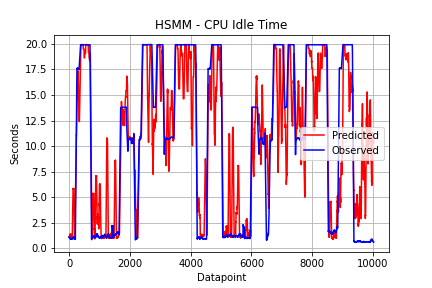 HSMM - CPU Idle Time
Seconds
20.0
17.5
15.0
12.5
10.0
7.5
5.0
2.5
0.0
Predicted
Observed
0 2000 4000 6000 8000 10000
Datapoint